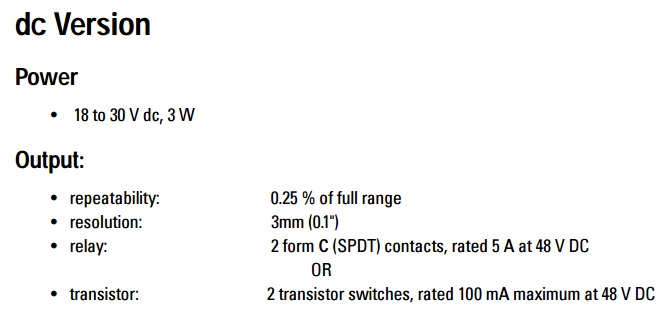 dc Version
Power
• 18 to 30 V dc, 3 W
Output:
• repeatability: 0.25 % of full range
• resolution: 3mm (0.1")
• relay: 2 form C (SPDT) contacts, rated 5 A at 48 V DC
OR
• transistor: 2 transistor switches, rated 100 mA maximum at 48 V DC